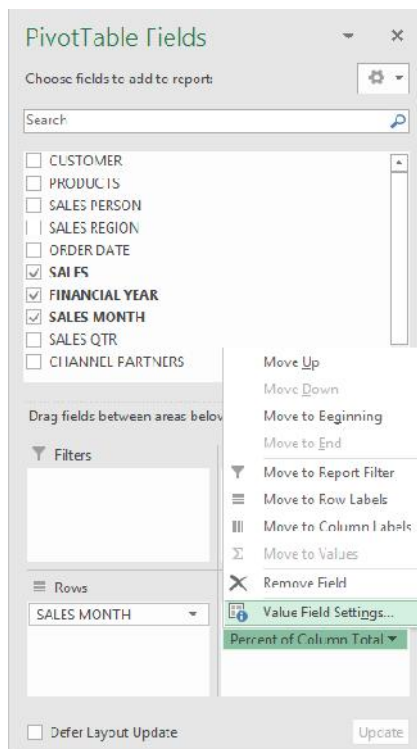 PivotTable Fields
Choose fields to add to report:
Search
CUSTOMER
PRODUCTS
SALES PERSON
SALES REGION
ORDER DATE
SALES
FINANCIAL YEAR
SALES MONTH
SALES QTR
CHANNEL PARTNERS
Drag fields between areas below
Filters
Rows
SALES MONTH
Move Up
Move Down
Move to Beginning
Move to End
Move to Report Filter
Move to Row Labels
Move to Column Labels
Σ Move to Values
Remove Field
Value Field Settings...
Percent of Column Total
Defer Layout Update
Update